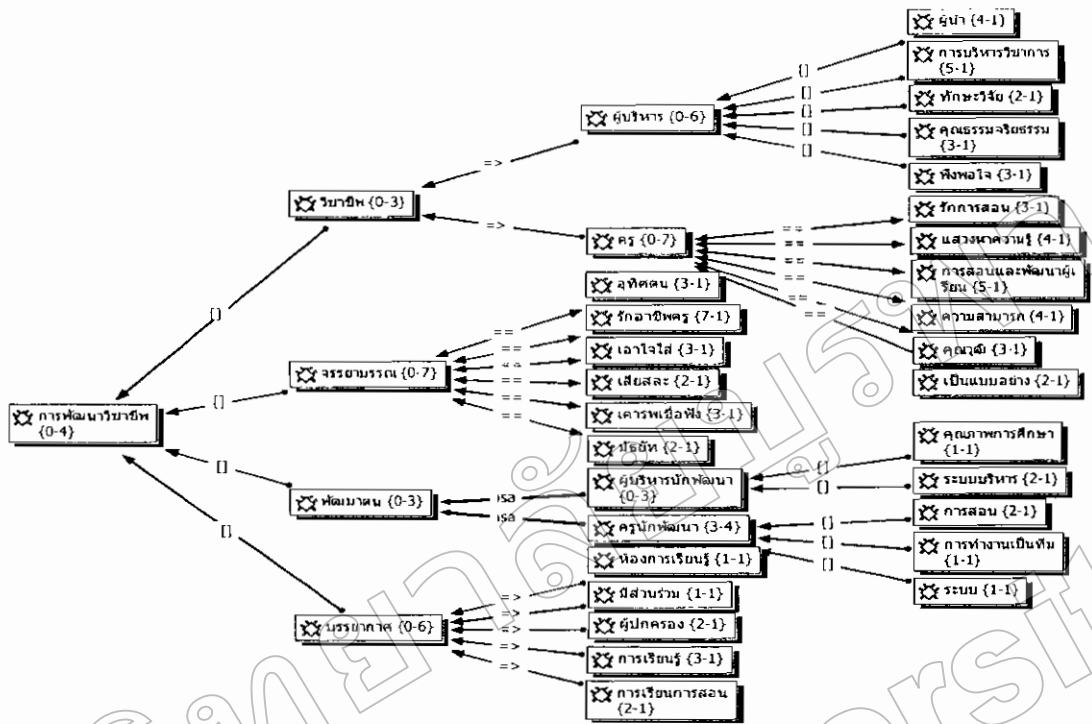 การพัฒนาวิชาชีพ
{0-4}
[]
[]
[]
[]
วิชาชีพ {0-3}
จรรยาบรรณ {0-7}
พัฒนาตน {0-3}
บรรยากาศ {0-6}
=>
=>
==
==
==
==
==
==
=>
=>
=>
=>
=>
ผู้บริหาร {0-6}
ครู {0-7}
อุทิศตน {3-1}
รักอาชีพครู {7-1}
เอาใจใส่ {3-1}
เสียสละ {2-1}
เคารพเชื่อฟัง {3-1}
มัธยัท {2-1}
ผู้บริหารนักพัฒนา
{0-3}
ครูนักพัฒนา {3-4}
ห้องการเรียนรู้ {1-1}
มีส่วนร่วม {1-1}
ผู้ปกครอง {2-1}
การเรียนรู้ {3-1}
การเรียนการสอน
{2-1}
[]
[]
[]
[]
[]
==
==
==
==
==
==
[]
[]
[]
[]
[]
ผู้นำ {4-1}
การบริหารวิชาการ
{5-1}
ทักษะวิจัย {2-1}
คุณธรรมจริยธรรม
{3-1}
พึงพอใจ {3-1}
รักการสอน {3-1}
แสวงหาความรู้ {4-1}
การสอนและพัฒนาผู้เ
รียน {5-1}
ความสามารถ {4-1}
คุณวุฒิ {3-1}
เป็นแบบอย่าง {2-1}
คุณภาพการศึกษา
{1-1}
ระบบบริหาร {2-1}
การสอน {2-1}
การทำงานเป็นทีม
{1-1}
ระบบ {1-1}